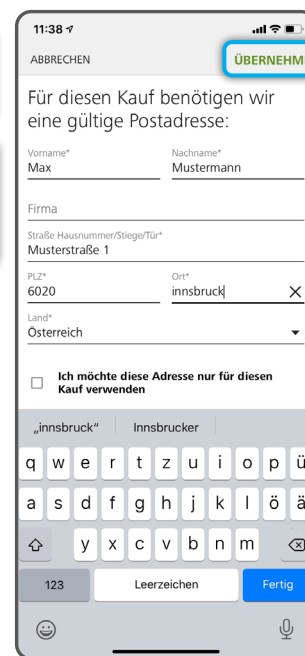 11:38
ABBRECHEN
ÜBERNEHM
Für diesen Kauf benötigen wir
eine gültige Postadresse:
Vorname* Nachname*
Max Mustermann
Firma
Straße Hausnummer/Stiege/Tür*
Musterstraße 1
PLZ* Ort*
6020 innsbruck
Land*
Österreich
Ich möchte diese Adresse nur für diesen
Kauf verwenden
„innsbruck“ Innsbrucker
q w e r t z u i o p ü
a s d f g h j k l ö ä
y x c v b n m
123 Leerzeichen Fertig